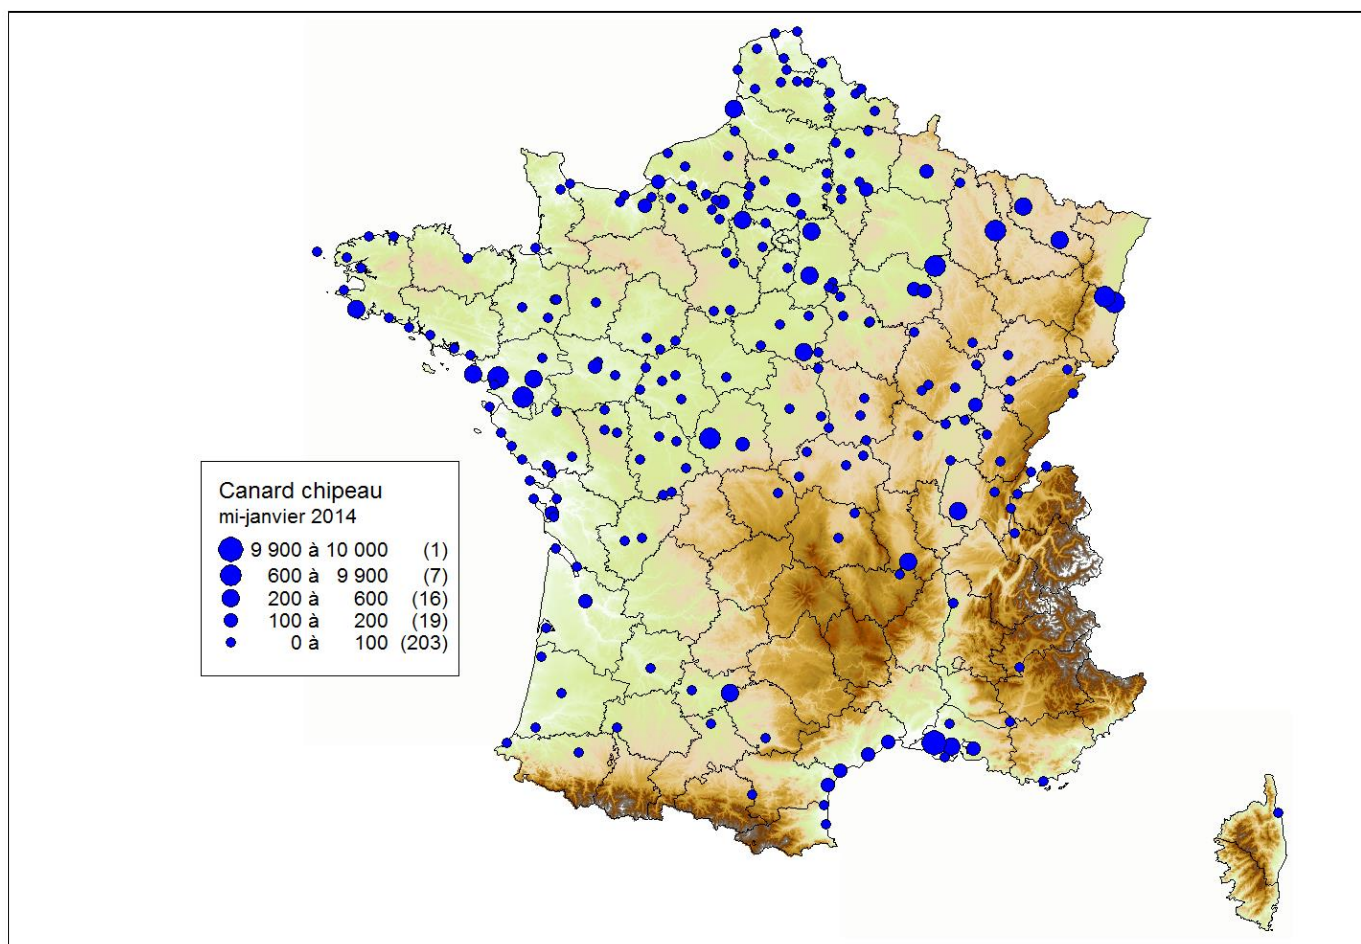 Canard chipeau
mi-janvier 2014
9 900 à 10 000 (1)
600 à 9 900 (7)
200 à 600 (16)
100 à 200 (19)
0 à 100 (203)